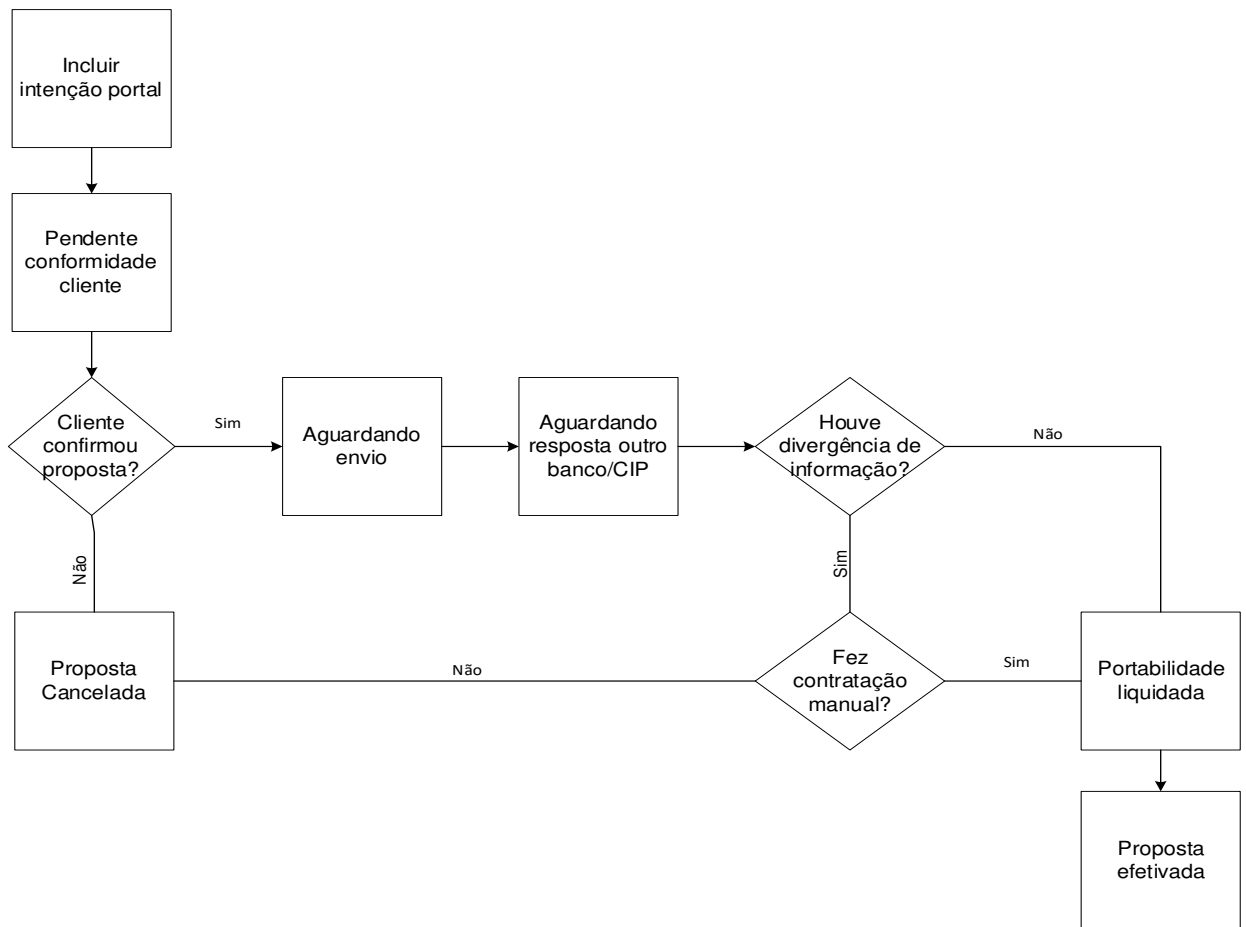 Incluir
intenção portal
Pendente
conformidade
cliente
Cliente
confirmou
proposta?
Sim
Aguardando
envio
Aguardando
resposta outro
banco/CIP
Houve
divergência de
informação?
Não
Não
Sim
Proposta
Cancelada
Não
Fez
contratação
manual?
Sim
Portabilidade
liquidada
Proposta
efetivada